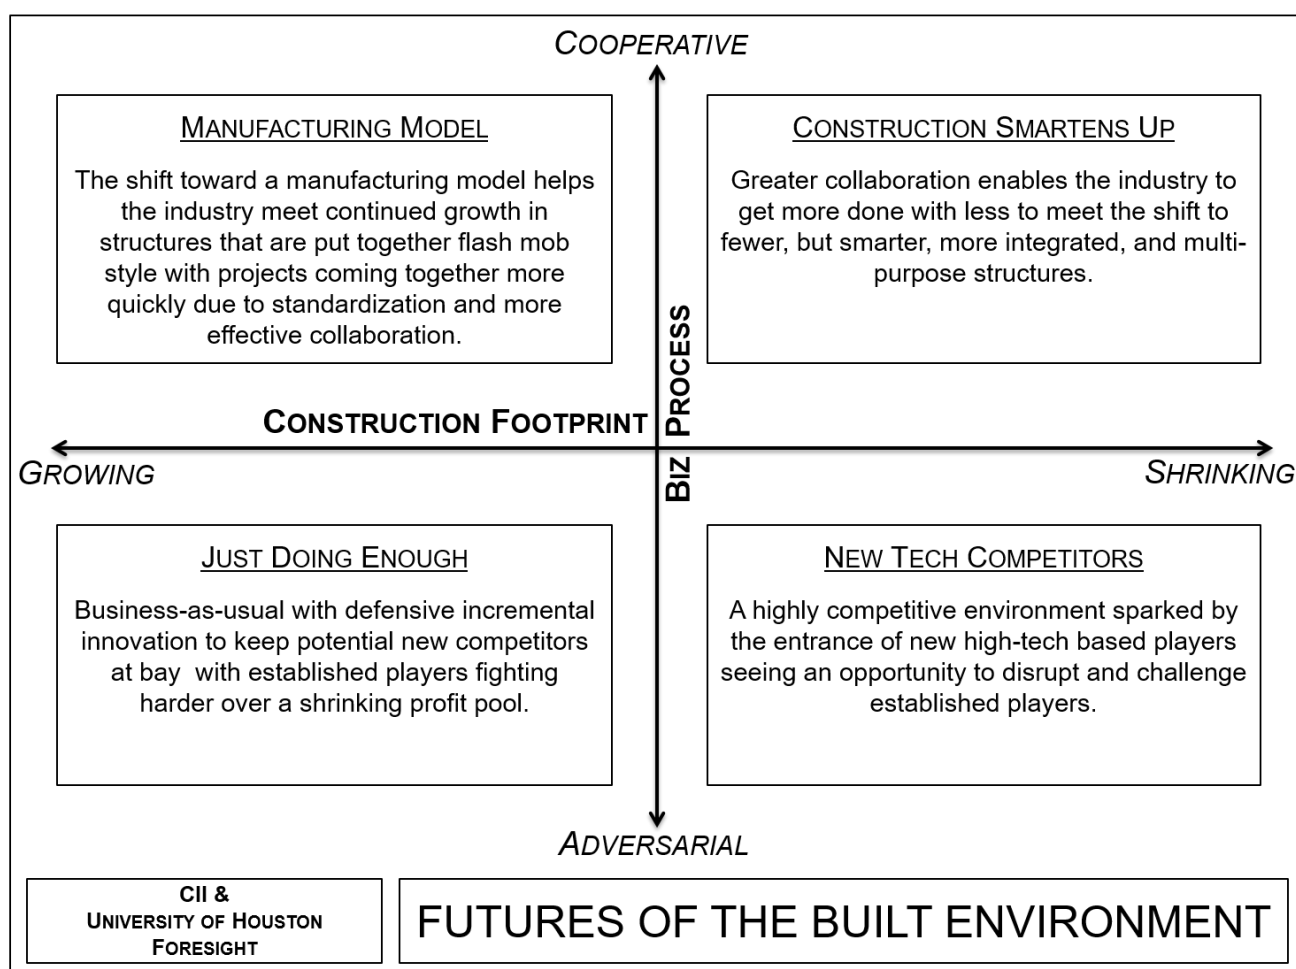 COOPERATIVE
MANUFACTURING MODEL
The shift toward a manufacturing model helps
the industry meet continued growth in
structures that are put together flash mob
style with projects coming together more
quickly due to standardization and more
effective collaboration.
CONSTRUCTION SMARTENS UP
Greater collaboration enables the industry to
get more done with less to meet the shift to
fewer, but smarter, more integrated, and multi-
purpose structures.
CONSTRUCTION FOOTPRINT
BIZ PROCESS
GROWING
SHRINKING
JUST DOING ENOUGH
Business-as-usual with defensive incremental
innovation to keep potential new competitors
at bay  with established players fighting
harder over a shrinking profit pool.
NEW TECH COMPETITORS
A highly competitive environment sparked by
the entrance of new high-tech based players
seeing an opportunity to disrupt and challenge
established players.
ADVERSARIAL
CII &
UNIVERSITY OF HOUSTON
FORESIGHT
FUTURES OF THE BUILT ENVIRONMENT